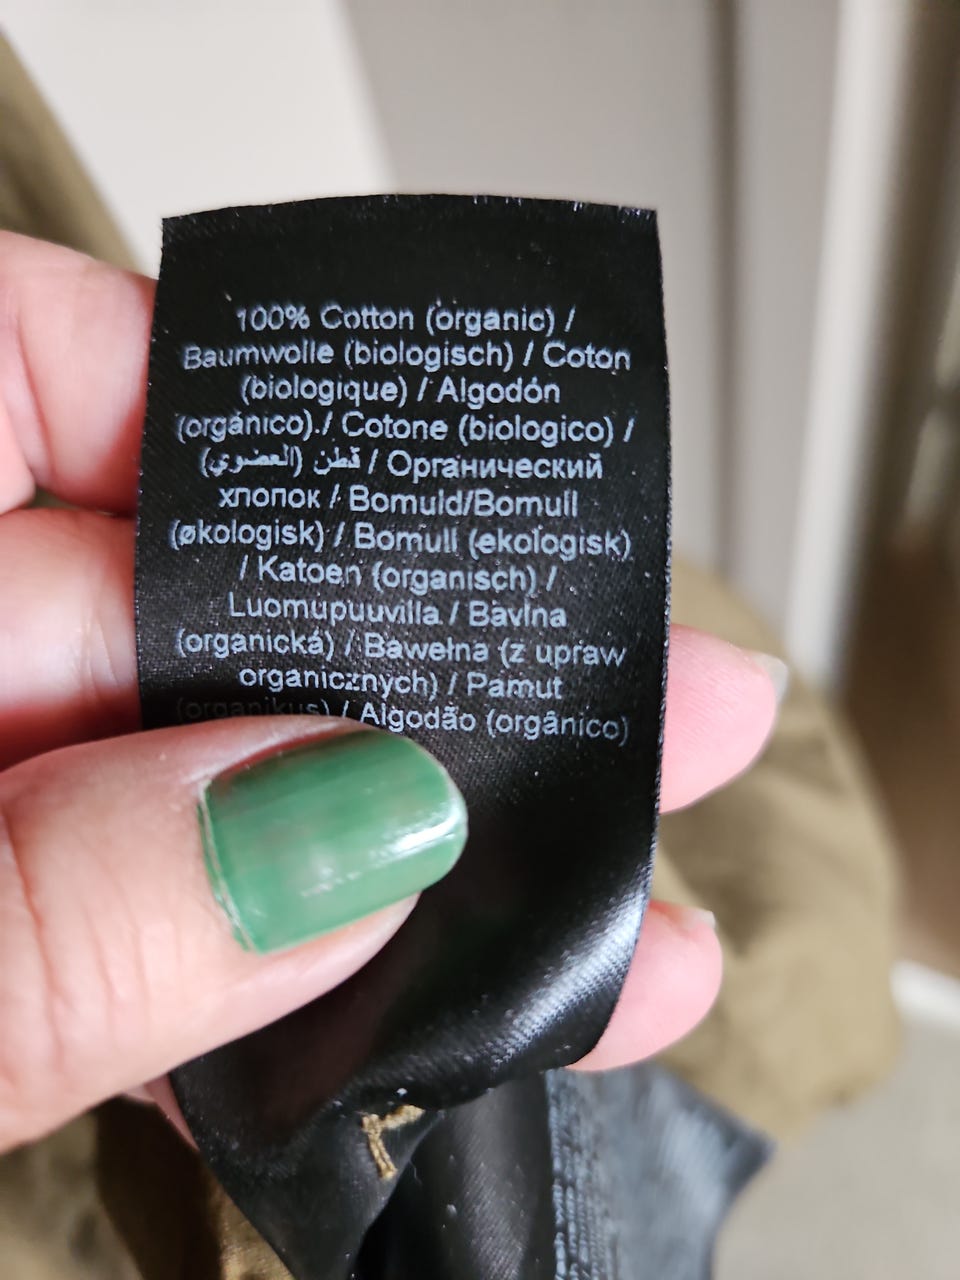 100% Cotton (organic) /
Baumwolle (biologisch) / Coton
(biologique) / Algodón
(orgánico) / Cotone (biologico) /
قطن (العضوي) / Органический
хлопок / Bomuld/Bomull
(økologisk) / Bomull (ekologisk)
/ Katoen (organisch) /
Luomupuuvilla / Bavlna
(organická) / Bawełna (z upraw
organicznych) / Pamut
(organikus) / Algodão (orgânico)